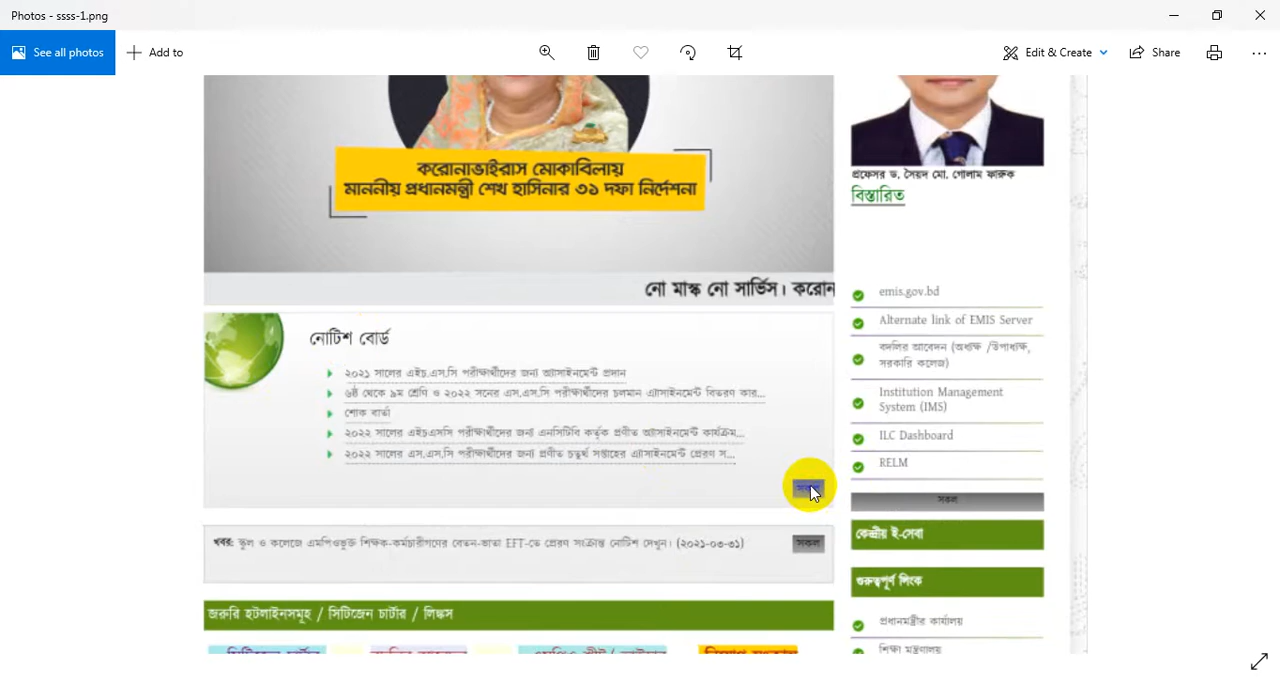 Photos - ssss-1.png
See all photos
Add to
Edit & Create
Share
করোনাভাইরাস মোকাবিলায়
মাননীয় প্রধানমন্ত্রী শেখ হাসিনার ৩১ দফা নির্দেশনা
প্রফেসর ড. সৈয়দ মো. গোলাম ফারুক
বিস্তারিত
নো মাস্ক নো সার্ভিস। করোন
নোটিশ বোর্ড
২০২১ সালের এইচ.এস.সি পরীক্ষার্থীদের জন্য অ্যাসাইনমেন্ট প্রদান
৬ষ্ঠ থেকে ৯ম শ্রেণি ও ২০২২ সনের এস.এস.সি পরীক্ষার্থীদের চলমান এ্যাসাইনমেন্ট বিতরণ কার...
শোক বার্তা
২০২২ সালের এইচএসসি পরীক্ষার্থীদের জন্য এনসিটিবি কর্তৃক প্রণীত অ্যাসাইনমেন্ট কার্যক্রম...
২০২২ সালের এস.এস.সি পরীক্ষার্থীদের জন্য প্রণীত চতুর্থ সপ্তাহের এ্যাসাইনমেন্ট প্রেরণ স...
সকল
খবর: স্কুল ও কলেজে এমপিওভুক্ত শিক্ষক-কর্মচারীগণের বেতন-ভাতা EFT-তে প্রেরণ সংক্রান্ত নোটিশ দেখুন। (২০২১-০৩-৩১)
সকল
জরুরি হটলাইনসমূহ / সিটিজেন চার্টার / লিঙ্কস
emis.gov.bd
Alternate link of EMIS Server
বদলির আবেদন (অধ্যক্ষ /উপাধ্যক্ষ,
সরকারি কলেজ)
Institution Management
System (IMS)
ILC Dashboard
RELM
সকল
কেন্দ্রীয় ই-সেবা
গুরুত্বপূর্ণ লিংক
প্রধানমন্ত্রীর কার্যালয়
শিক্ষা মন্ত্রণালয়